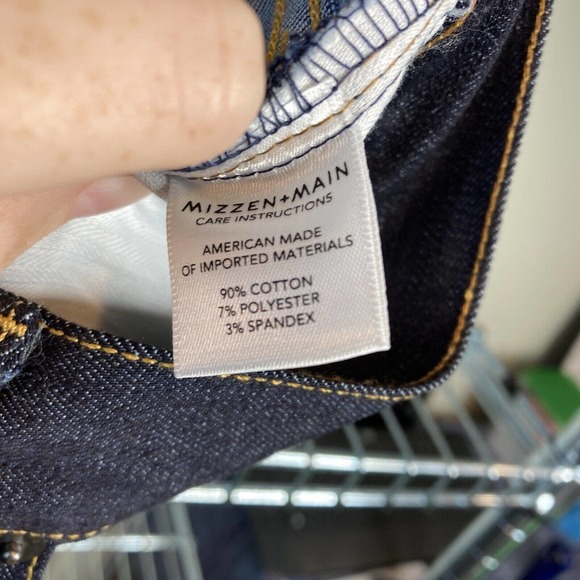 MIZZEN+MAIN
CARE INSTRUCTIONS
AMERICAN MADE
OF IMPORTED MATERIALS
90% COTTON
7% POLYESTER
3% SPANDEX